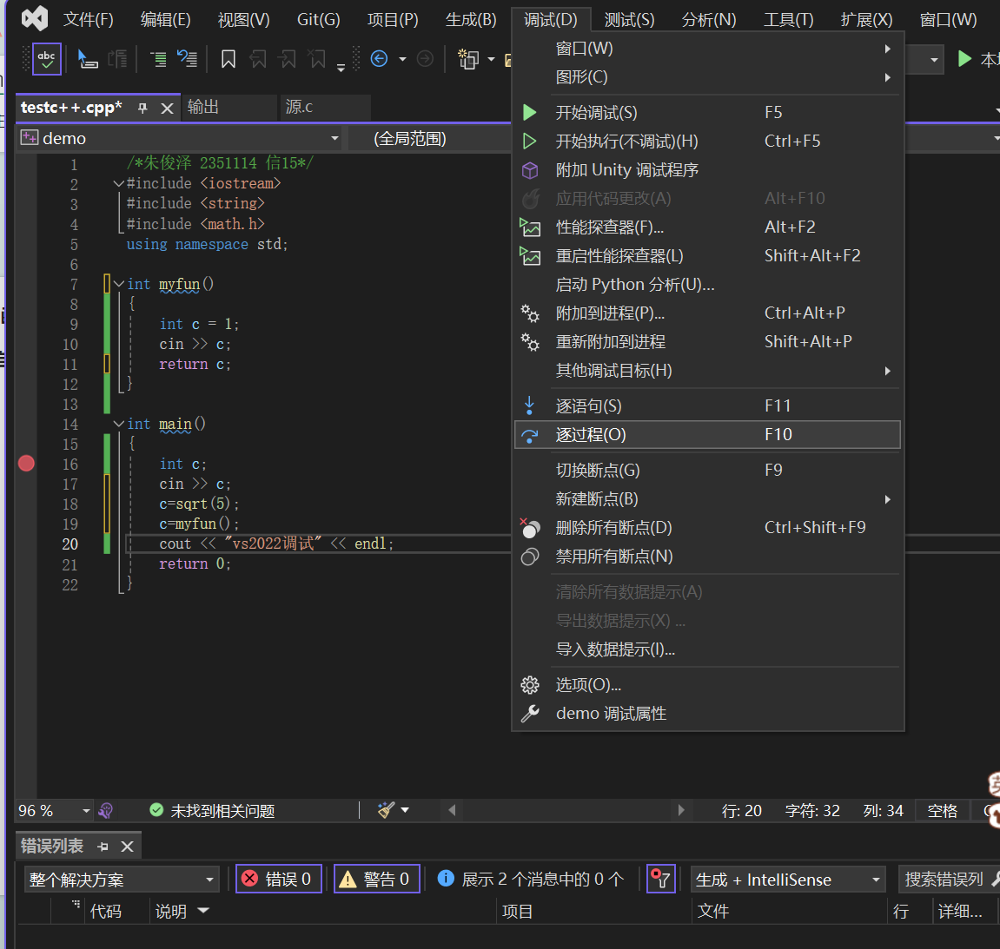 文件(F) 编辑(E) 视图(V) Git(G) 项目(P) 生成(B) 调试(D) 测试(S) 分析(N) 工具(T) 扩展(X) 窗口(W)
abc
testc++.cpp* 输出 源.c
demo (全局范围)
1 /*朱俊泽 2351114 信15*/
2 #include <iostream>
3 #include <string>
4 #include <math.h>
5 using namespace std;
6
7 int myfun()
8 {
9 int c = 1;
10 cin >> c;
11 return c;
12 }
13
14 int main()
15 {
16 int c;
17 cin >> c;
18 c=sqrt(5);
19 c=myfun();
20 cout << "vs2022调试" << endl;
21 return 0;
22 }
窗口(W)
图形(C)
开始调试(S) F5
开始执行(不调试)(H) Ctrl+F5
附加 Unity 调试程序
应用代码更改(A) Alt+F10
性能探查器(F)... Alt+F2
重启性能探查器(L) Shift+Alt+F2
启动 Python 分析(U)...
附加到进程(P)... Ctrl+Alt+P
重新附加到进程 Shift+Alt+P
其他调试目标(H)
逐语句(S) F11
逐过程(O) F10
切换断点(G) F9
新建断点(B)
删除所有断点(D) Ctrl+Shift+F9
禁用所有断点(N)
清除所有数据提示(A)
导出数据提示(X) ...
导入数据提示(I)...
选项(O)...
demo 调试属性
96 % 未找到相关问题 行: 20 字符: 32 列: 34 空格
错误列表
整个解决方案 错误 0 警告 0 展示 2 个消息中的 0 个 生成 + IntelliSense 搜索错误列
代码 说明 项目 文件 行 详细...